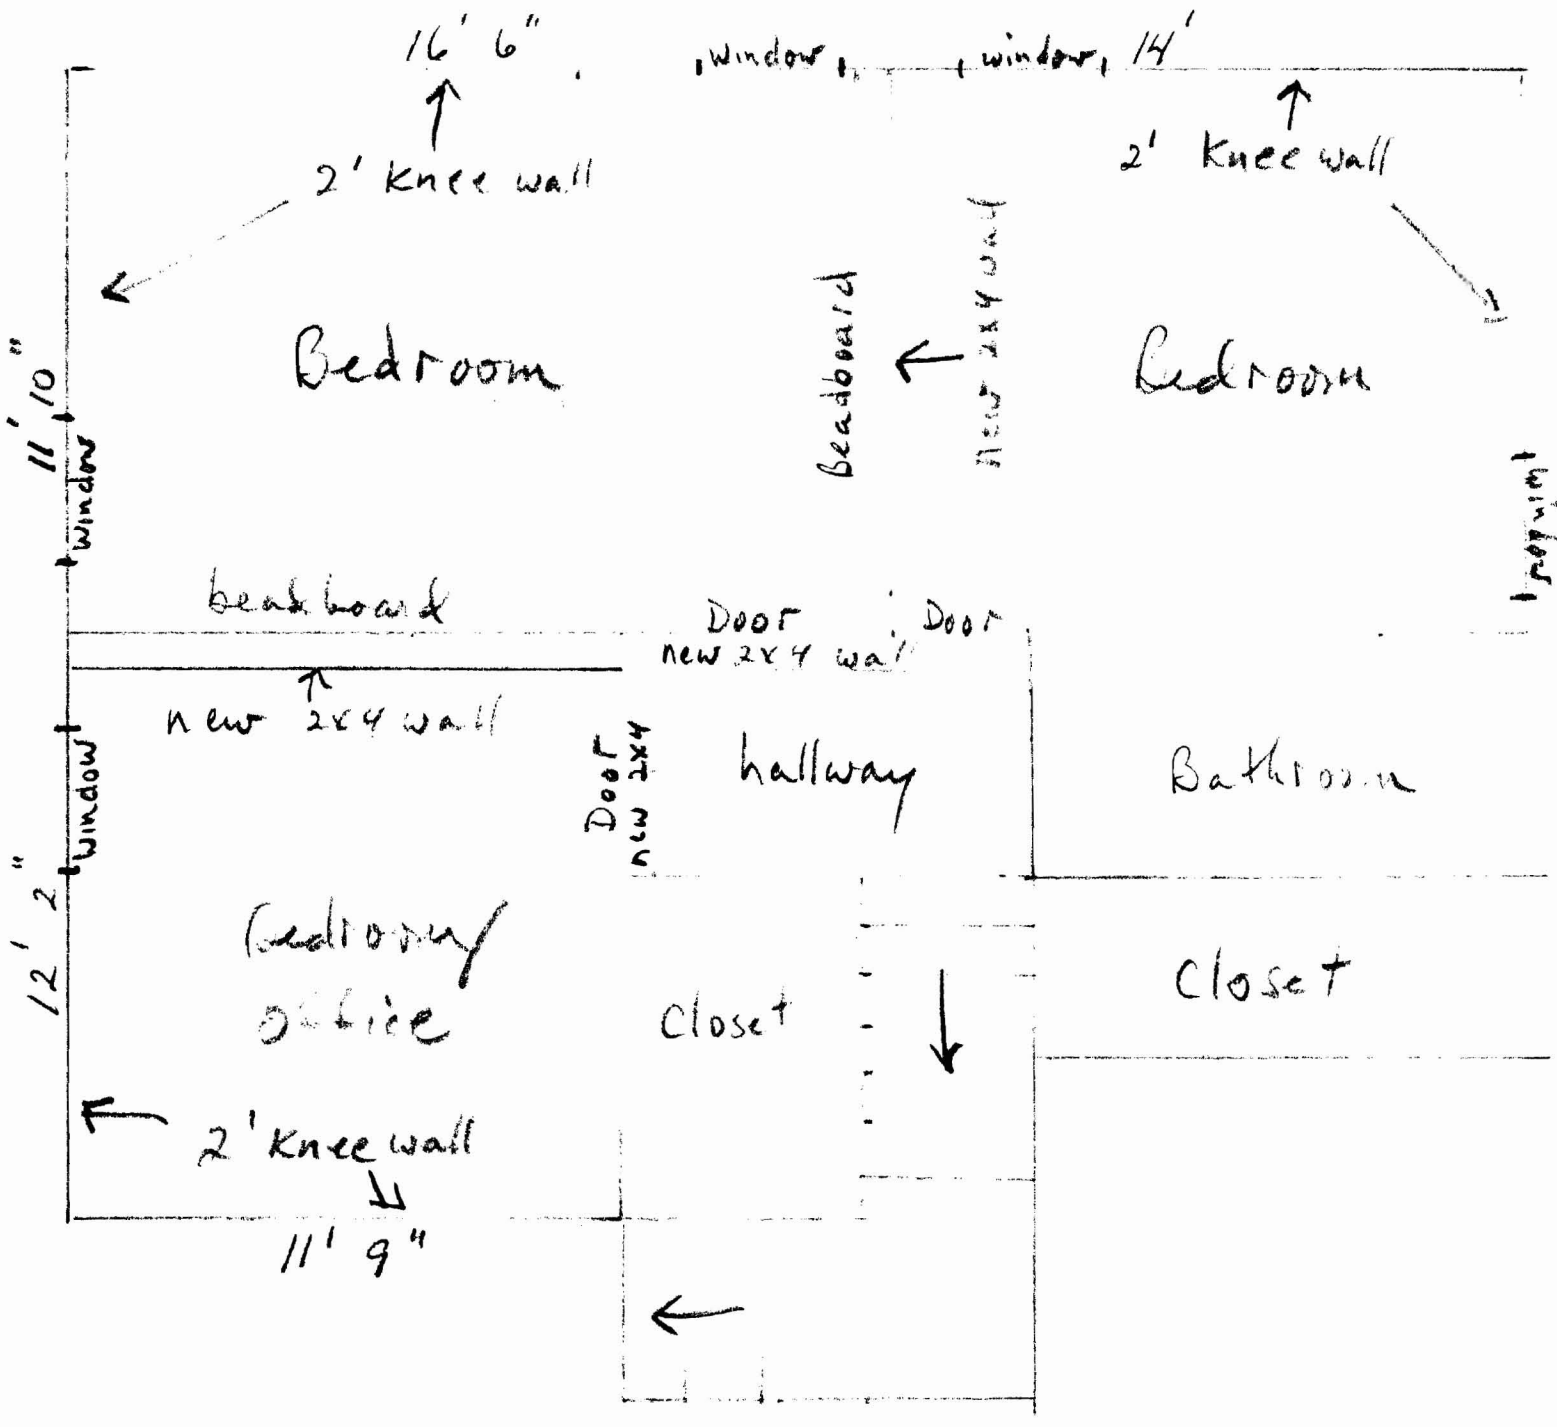 16' 6"
window
window
14'
2' Knee wall
2' Knee wall
Bedroom
Beadboard
new 2x4 wall
Bedroom
11' 10"
window
window
beadboard
Door
Door
new 2x4 wall
new 2x4 wall
window
Door
new 2x4
hallway
Bathroom
12' 2"
Bedroom/
office
closet
Closet
2' Knee wall
11' 9"